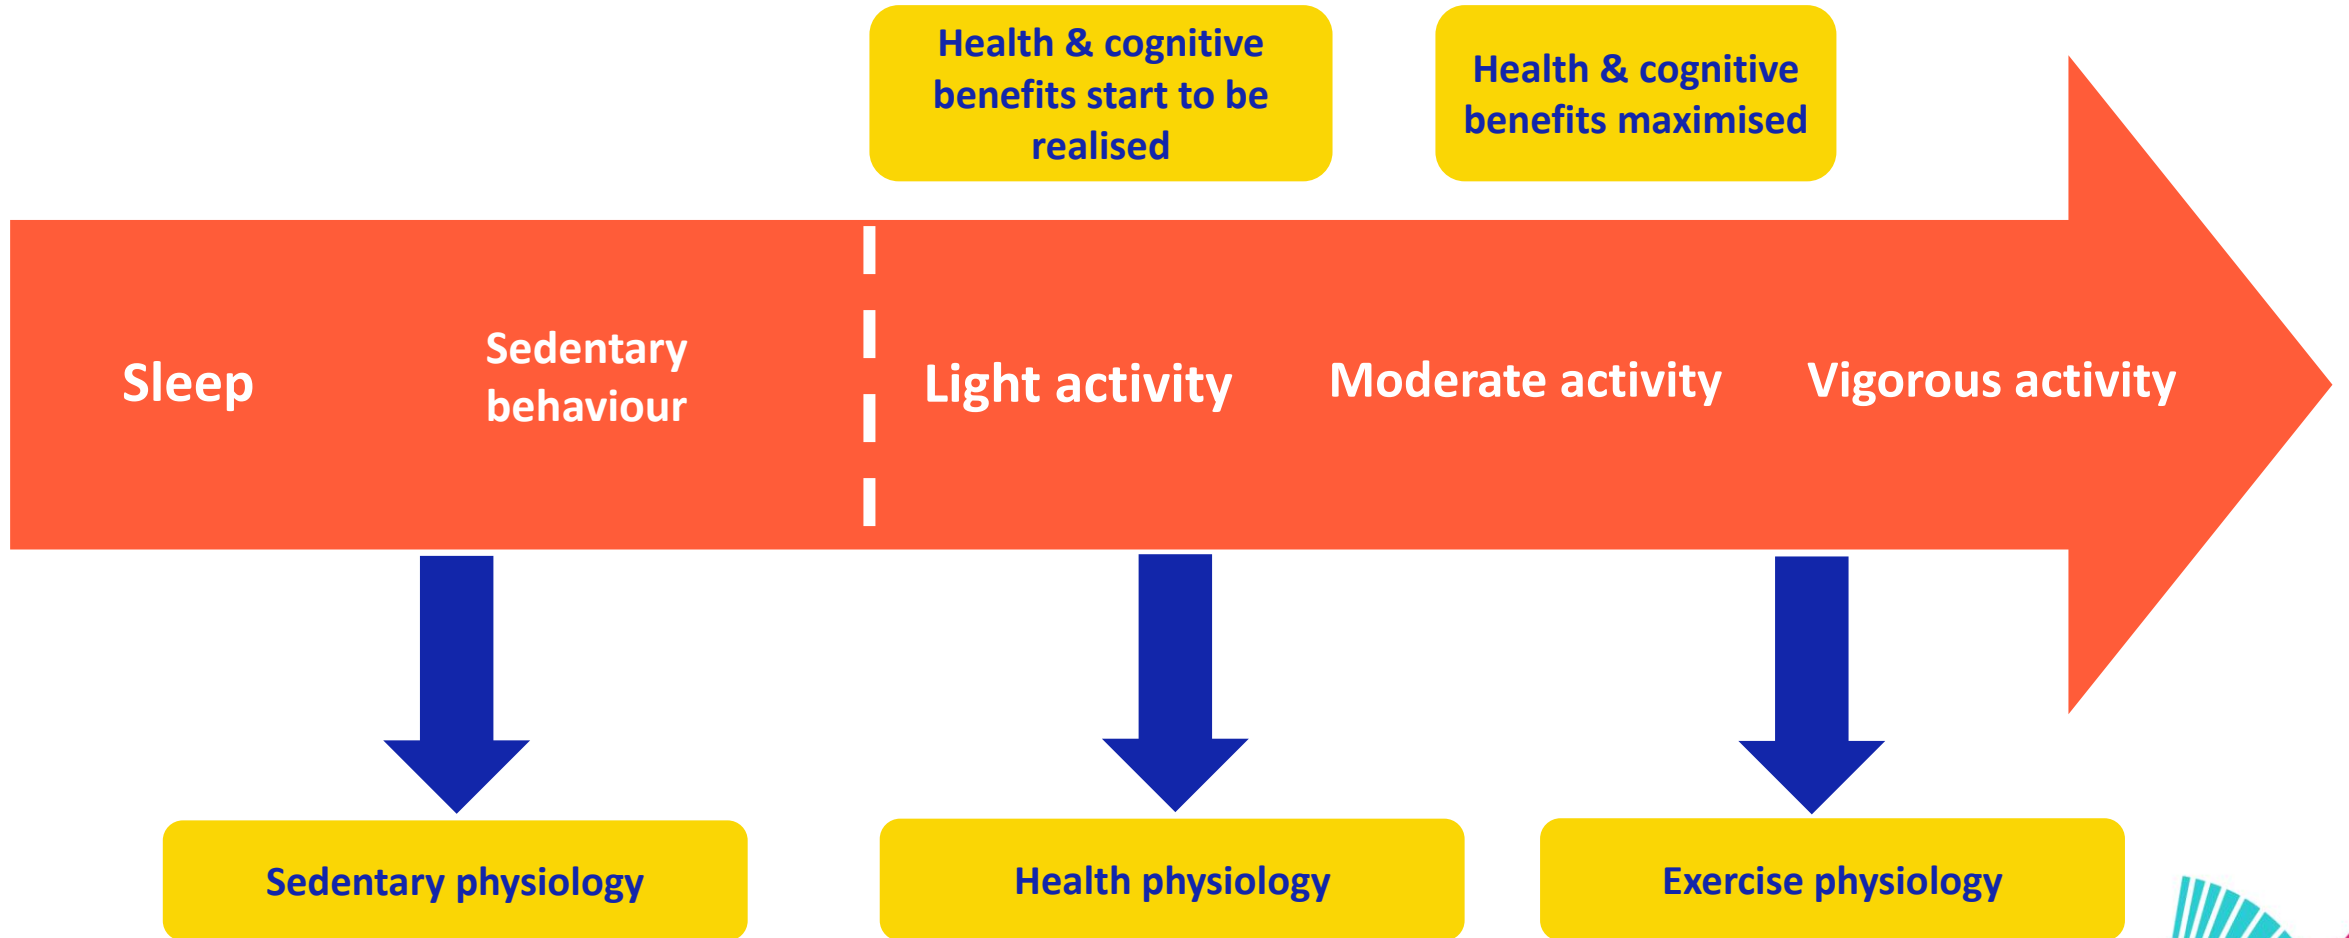 Health & cognitive
benefits start to be
realised
Health & cognitive
benefits maximised
Sleep
Sedentary
behaviour
Light activity
Moderate activity
Vigorous activity
Sedentary physiology
Health physiology
Exercise physiology